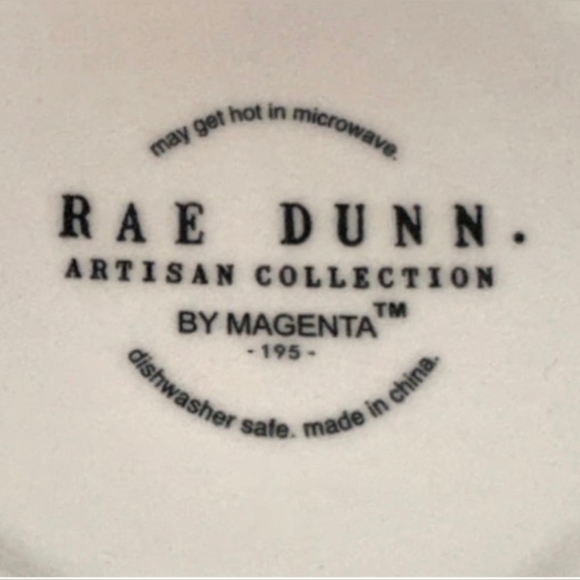 may get hot in microwave.
RAE DUNN.
ARTISAN COLLECTION
BY MAGENTA™
- 195 -
dishwasher safe. made in china.